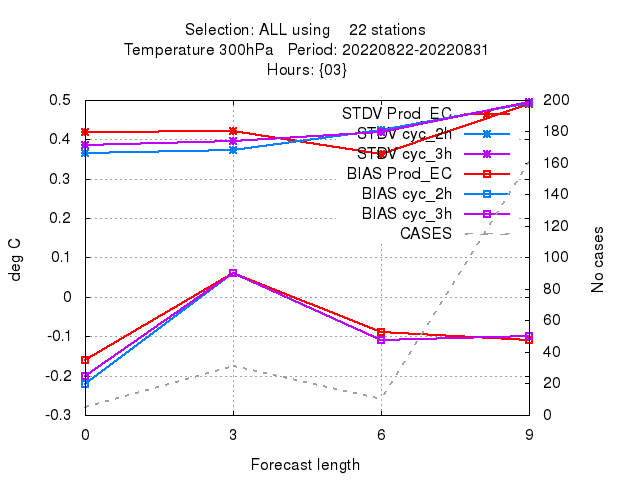 Selection: ALL using 22 stations
Temperature 300hPa Period: 20220822-20220831
Hours: {03}
STDV Prod_EC
STDV cyc_2h
STDV cyc_3h
BIAS Prod_EC
BIAS cyc_2h
BIAS cyc_3h
CASES
0.5
0.4
0.3
0.2
0.1
0
-0.1
-0.2
-0.3
deg C
200
180
160
140
120
100
80
60
40
20
0
No cases
0 3 6 9
Forecast length